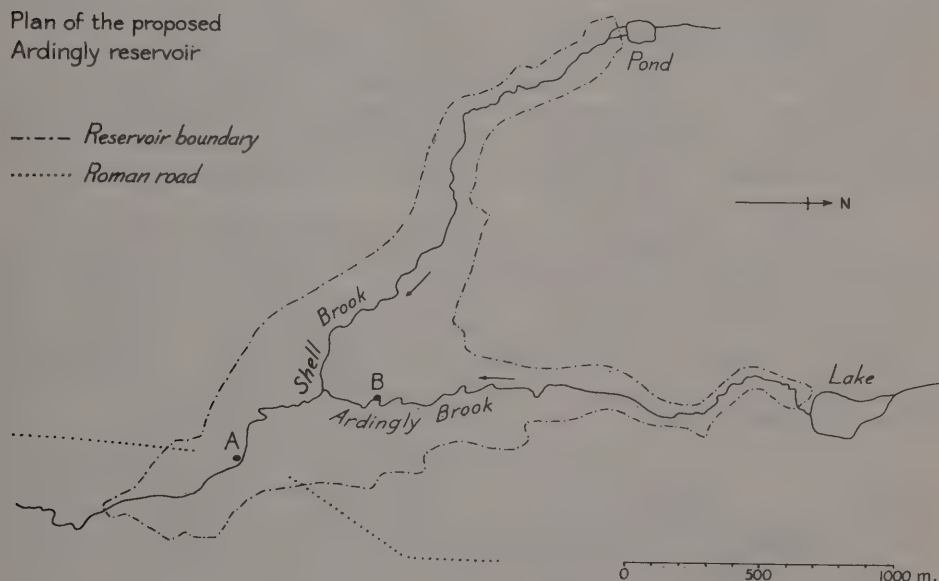 Plan of the proposed
Ardingly reservoir
Reservoir boundary
Roman road
Pond
N
Shell Brook
B
Ardingly Brook
Lake
A
0 500 1000 m.